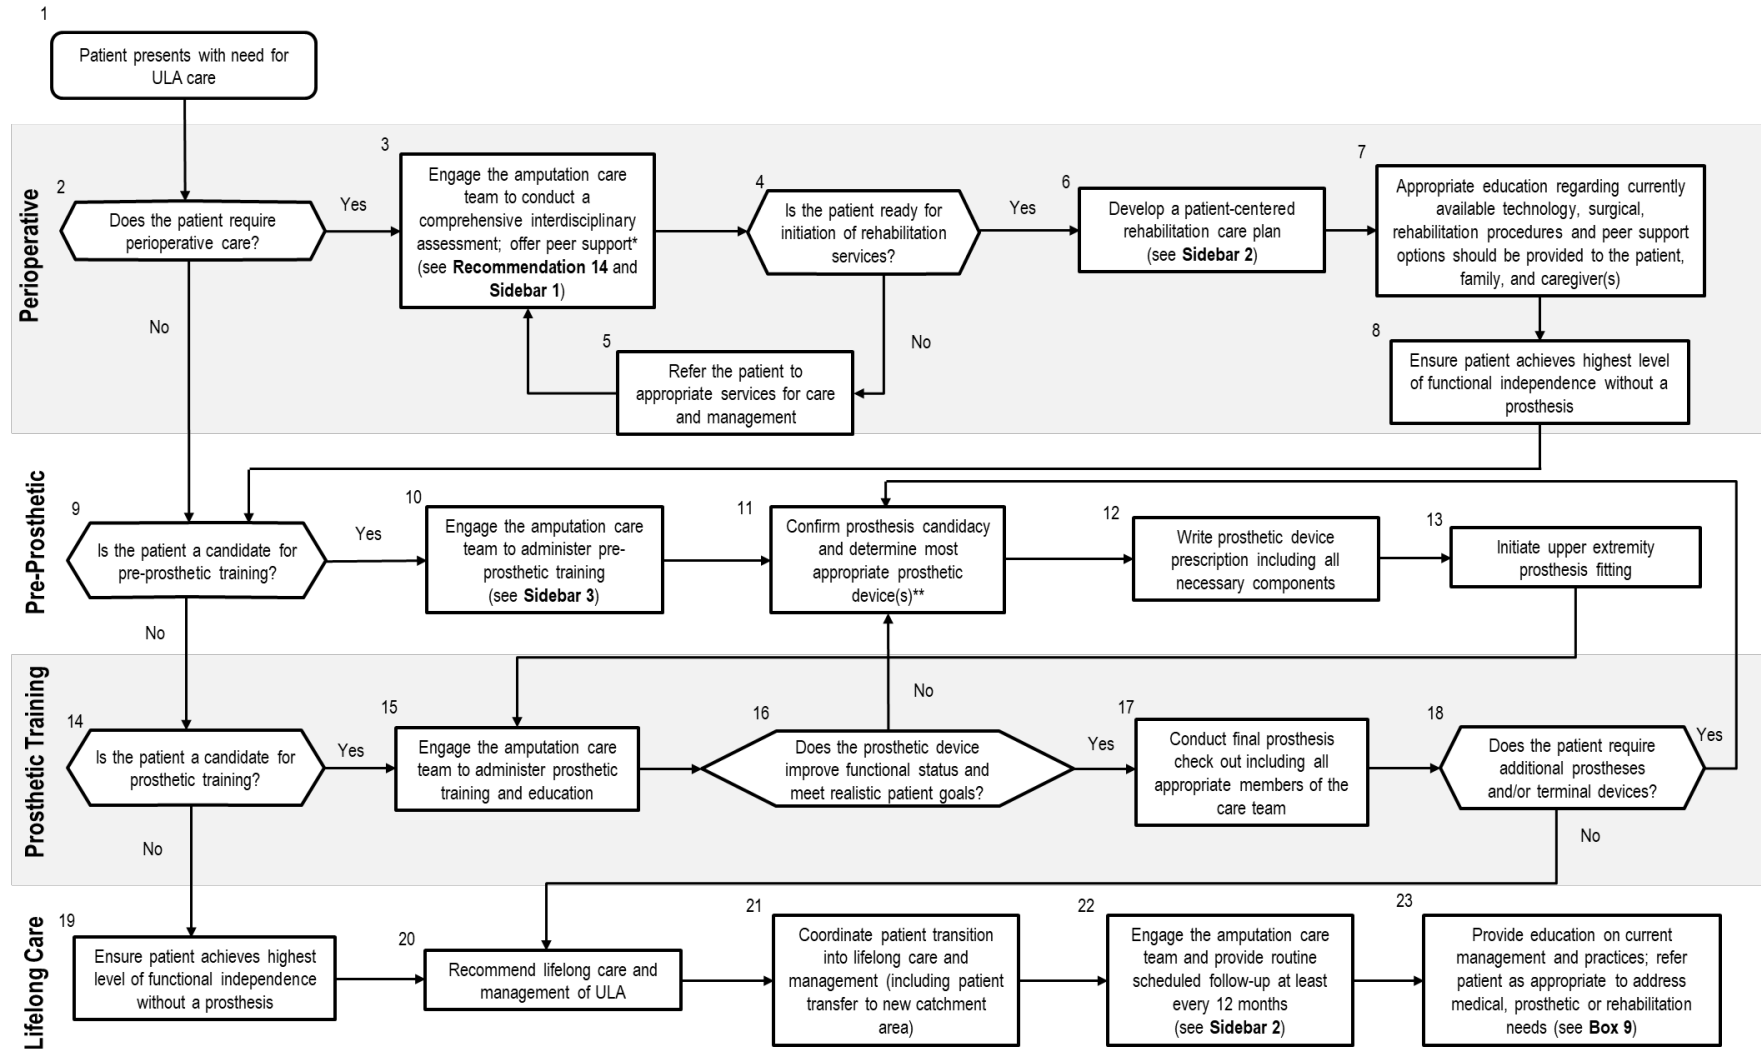 1
Patient presents with need for
ULA care
Perioperative
2
Does the patient require
perioperative care?
Yes
No
3
Engage the amputation care
team to conduct a
comprehensive interdisciplinary
assessment; offer peer support*
(see Recommendation 14 and
Sidebar 1)
4
Is the patient ready for
initiation of rehabilitation
services?
Yes
No
5
Refer the patient to
appropriate services for care
and management
6
Develop a patient-centered
rehabilitation care plan
(see Sidebar 2)
7
Appropriate education regarding currently
available technology, surgical,
rehabilitation procedures and peer support
options should be provided to the patient,
family, and caregiver(s)
8
Ensure patient achieves highest level
of functional independence without a
prosthesis
Pre-Prosthetic
9
Is the patient a candidate for
pre-prosthetic training?
Yes
No
10
Engage the amputation care
team to administer pre-
prosthetic training
(see Sidebar 3)
11
Confirm prosthesis candidacy
and determine most
appropriate prosthetic
device(s)**
12
Write prosthetic device
prescription including all
necessary components
13
Initiate upper extremity
prosthesis fitting
Prosthetic Training
14
Is the patient a candidate for
prosthetic training?
Yes
No
15
Engage the amputation care
team to administer prosthetic
training and education
16
Does the prosthetic device
improve functional status and
meet realistic patient goals?
No
Yes
17
Conduct final prosthesis
check out including all
appropriate members of the
care team
18
Does the patient require
additional prostheses
and/or terminal devices?
Yes
No
Lifelong Care
19
Ensure patient achieves highest
level of functional independence
without a prosthesis
20
Recommend lifelong care and
management of ULA
21
Coordinate patient transition
into lifelong care and
management (including patient
transfer to new catchment
area)
22
Engage the amputation care
team and provide routine
scheduled follow-up at least
every 12 months
(see Sidebar 2)
23
Provide education on current
management and practices; refer
patient as appropriate to address
medical, prosthetic or rehabilitation
needs (see Box 9)